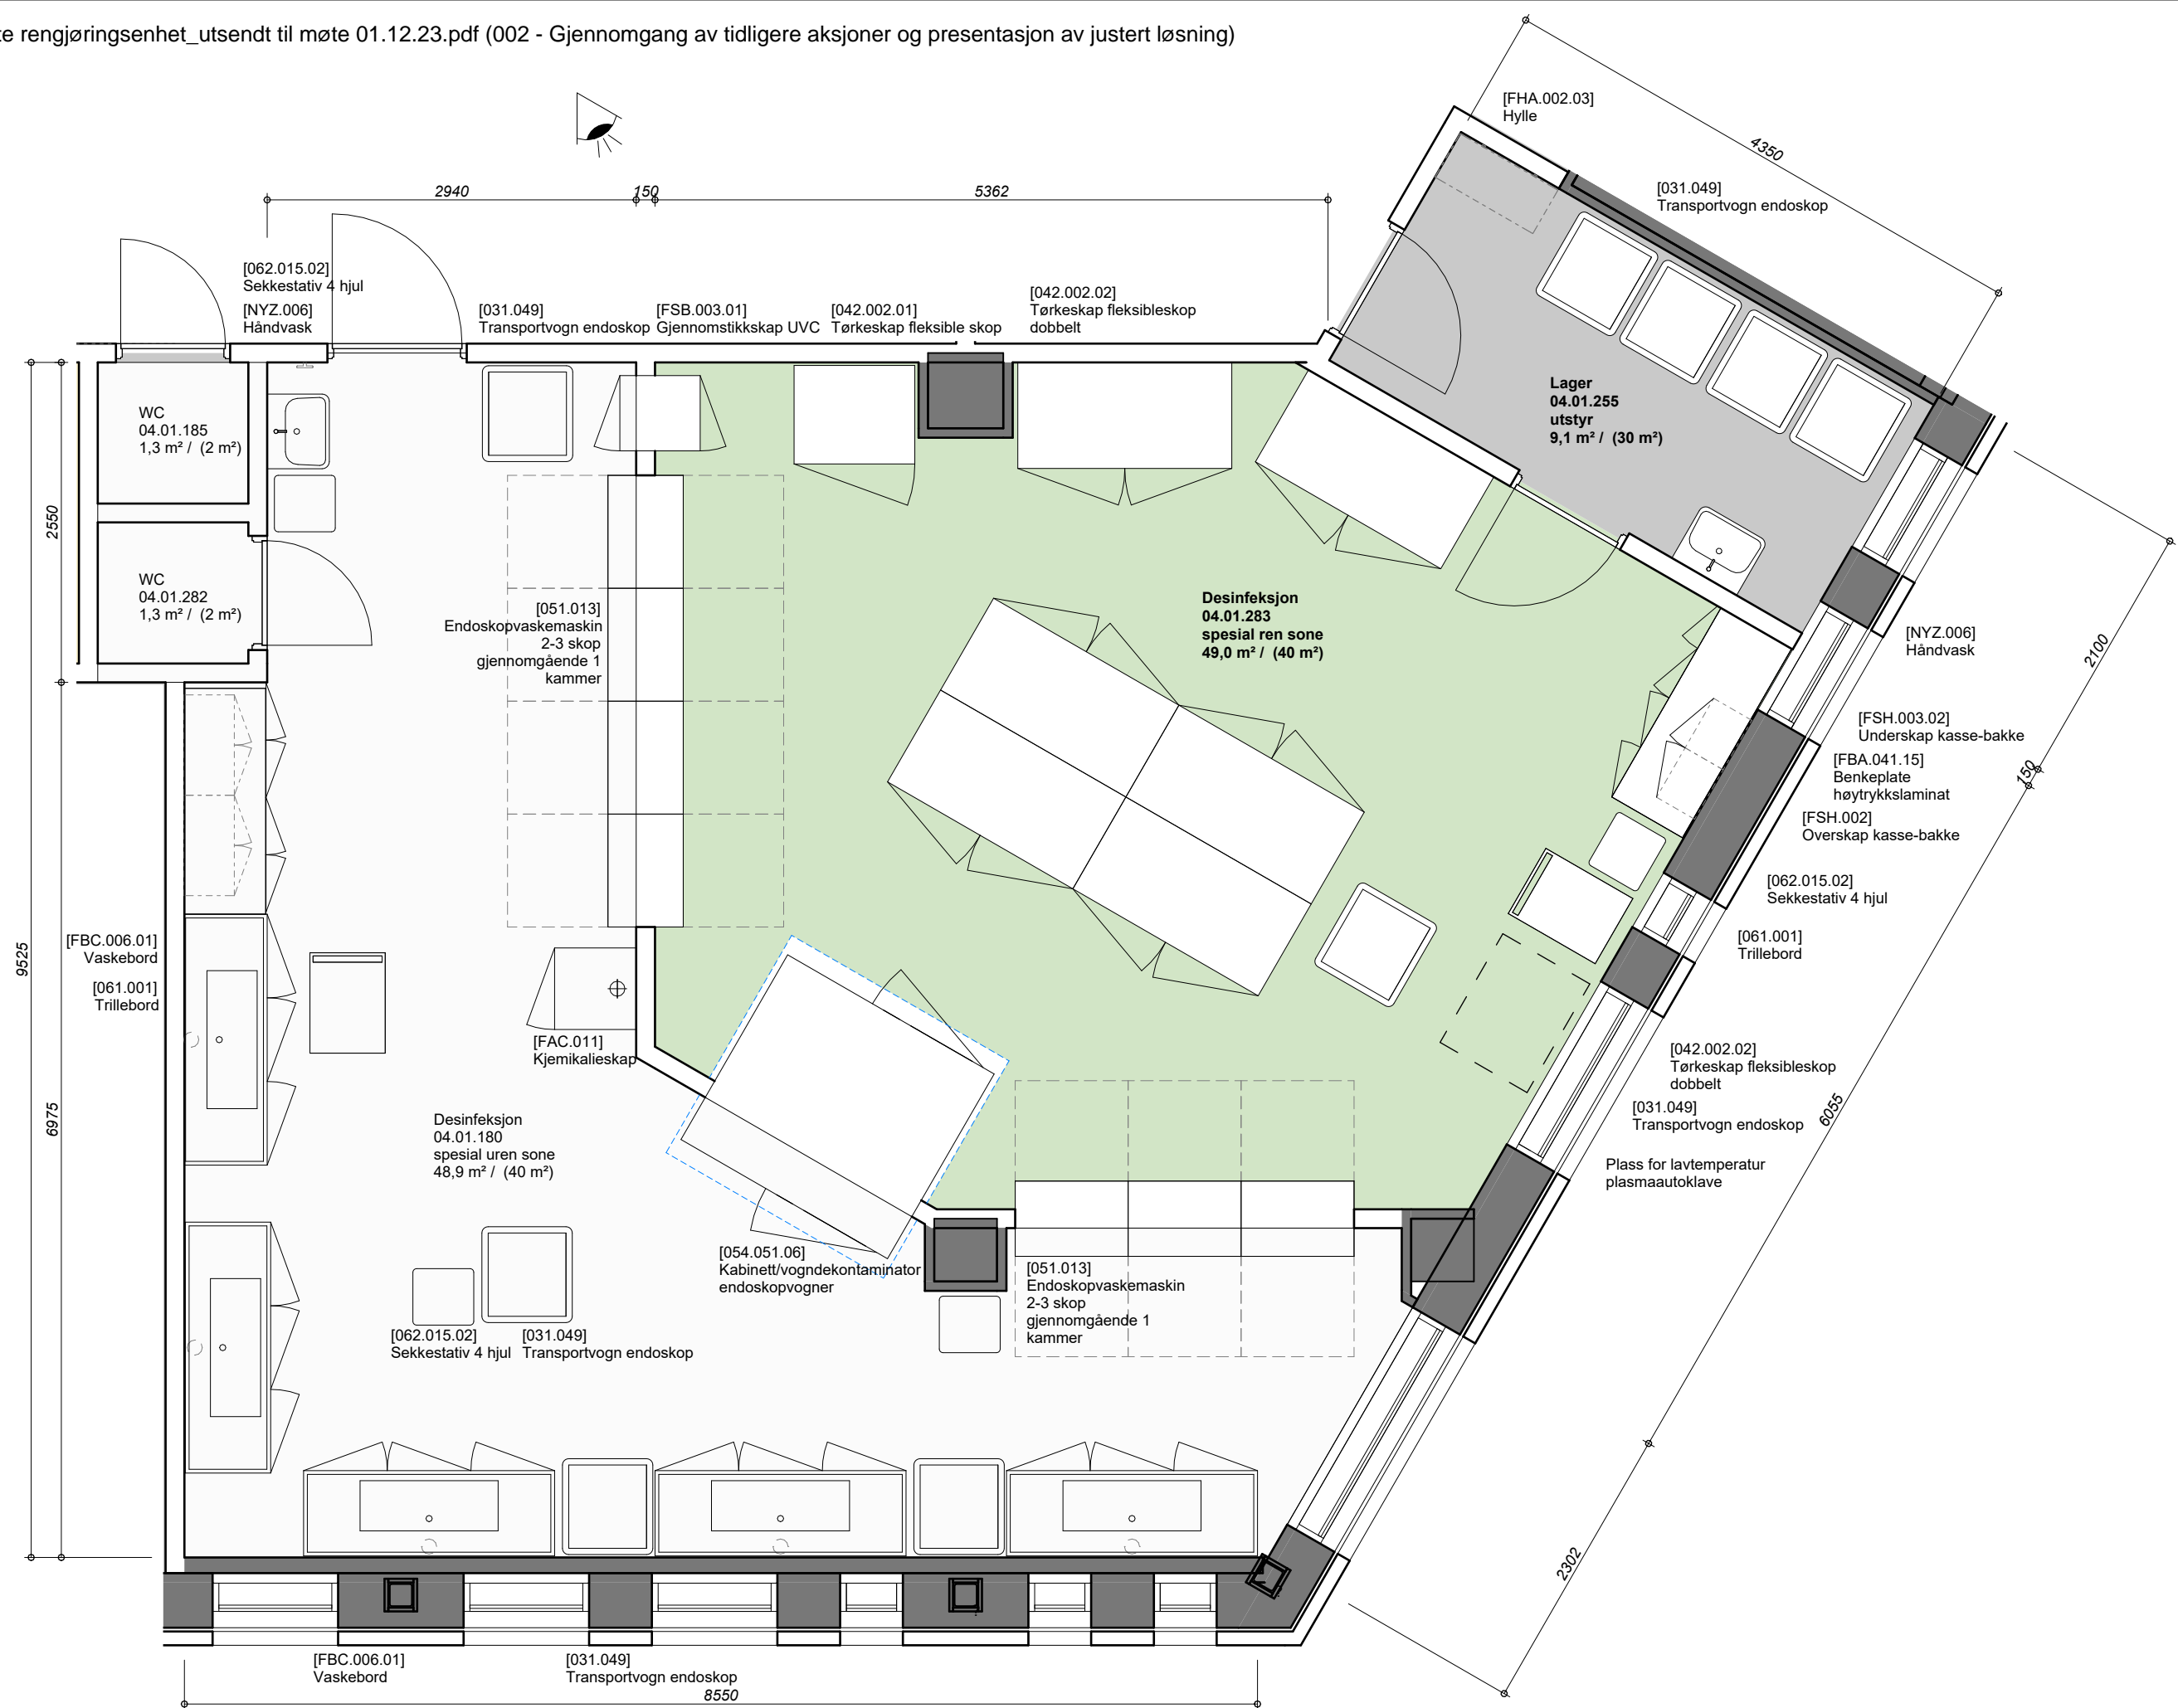 te rengjøringsenhet_utsendt til møte 01.12.23.pdf (002 - Gjennomgang av tidligere aksjoner og presentasjon av justert løsning)
[FHA.002.03]
Hylle
4350
[031.049]
Transportvogn endoskop
2940
150
5362
[062.015.02]
Sekkestativ 4 hjul
[NYZ.006]
Håndvask
[031.049]
Transportvogn endoskop
[FSB.003.01]
Gjennomstikkskap UVC
[042.002.01]
Tørkeskap fleksible skop
[042.002.02]
Tørkeskap fleksibleskop
dobbelt
WC
04.01.185
1,3 m² / (2 m²)
Lager
04.01.255
utstyr
9,1 m² / (30 m²)
2550
WC
04.01.282
1,3 m² / (2 m²)
[051.013]
Endoskopvaskemaskin
2-3 skop
gjennomgående 1
kammer
Desinfeksjon
04.01.283
spesial ren sone
49,0 m² / (40 m²)
[NYZ.006]
Håndvask
2100
[FSH.003.02]
Underskap kasse-bakke
150
[FBA.041.15]
Benkeplate
høytrykkslaminat
[FSH.002]
Overskap kasse-bakke
[062.015.02]
Sekkestativ 4 hjul
[061.001]
Trillebord
9525
[FBC.006.01]
Vaskebord
[061.001]
Trillebord
[FAC.011]
Kjemikalieskap
[042.002.02]
Tørkeskap fleksibleskop
dobbelt
[031.049]
Transportvogn endoskop
6055
6975
Desinfeksjon
04.01.180
spesial uren sone
48,9 m² / (40 m²)
Plass for lavtemperatur
plasmaautoklave
[054.051.06]
Kabinett/vogndekontaminator
endoskopvogner
[051.013]
Endoskopvaskemaskin
2-3 skop
gjennomgående 1
kammer
[062.015.02]
Sekkestativ 4 hjul
[031.049]
Transportvogn endoskop
2302
[FBC.006.01]
Vaskebord
[031.049]
Transportvogn endoskop
8550